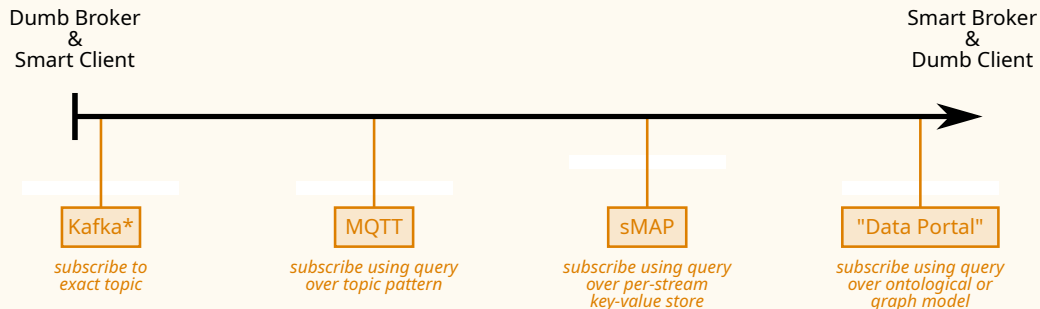 Dumb Broker
&
Smart Client
Smart Broker
&
Dumb Client
Kafka*
MQTT
sMAP
"Data Portal"
subscribe to
exact topic
subscribe using query
over topic pattern
subscribe using query
over per-stream
key-value store
subscribe using query
over ontological or
graph model